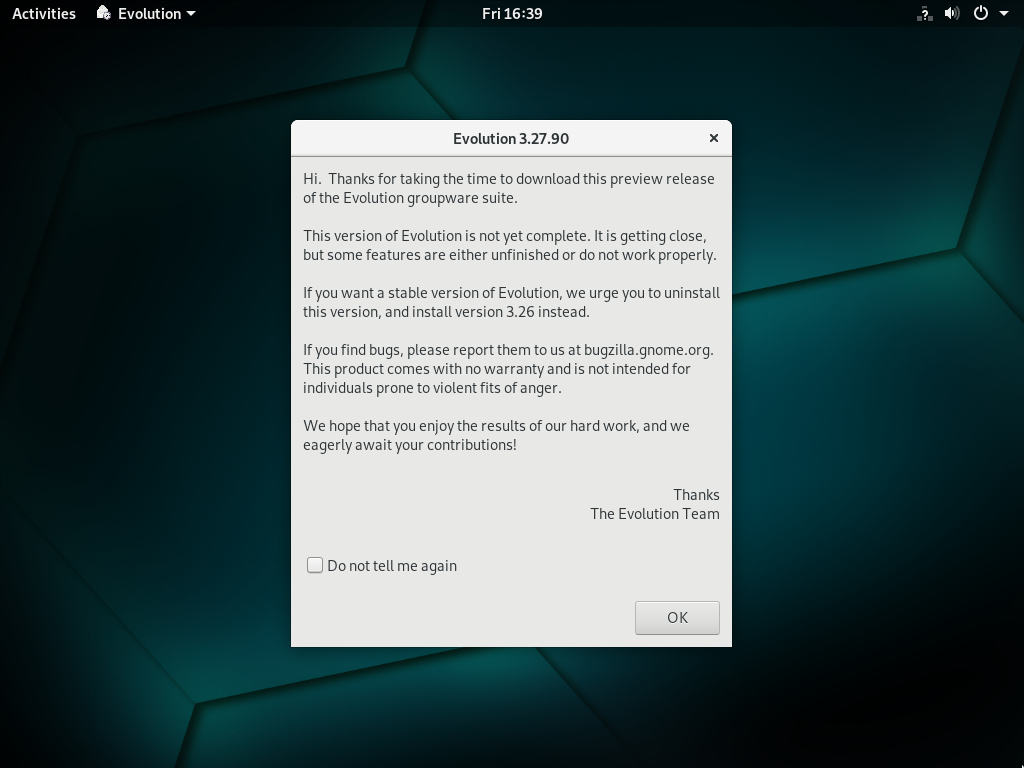 Activities Evolution Fri 16:39
Evolution 3.27.90
Hi.  Thanks for taking the time to download this preview release
of the Evolution groupware suite.
This version of Evolution is not yet complete. It is getting close,
but some features are either unfinished or do not work properly.
If you want a stable version of Evolution, we urge you to uninstall
this version, and install version 3.26 instead.
If you find bugs, please report them to us at bugzilla.gnome.org.
This product comes with no warranty and is not intended for
individuals prone to violent fits of anger.
We hope that you enjoy the results of our hard work, and we
eagerly await your contributions!
Thanks
The Evolution Team
Do not tell me again
OK